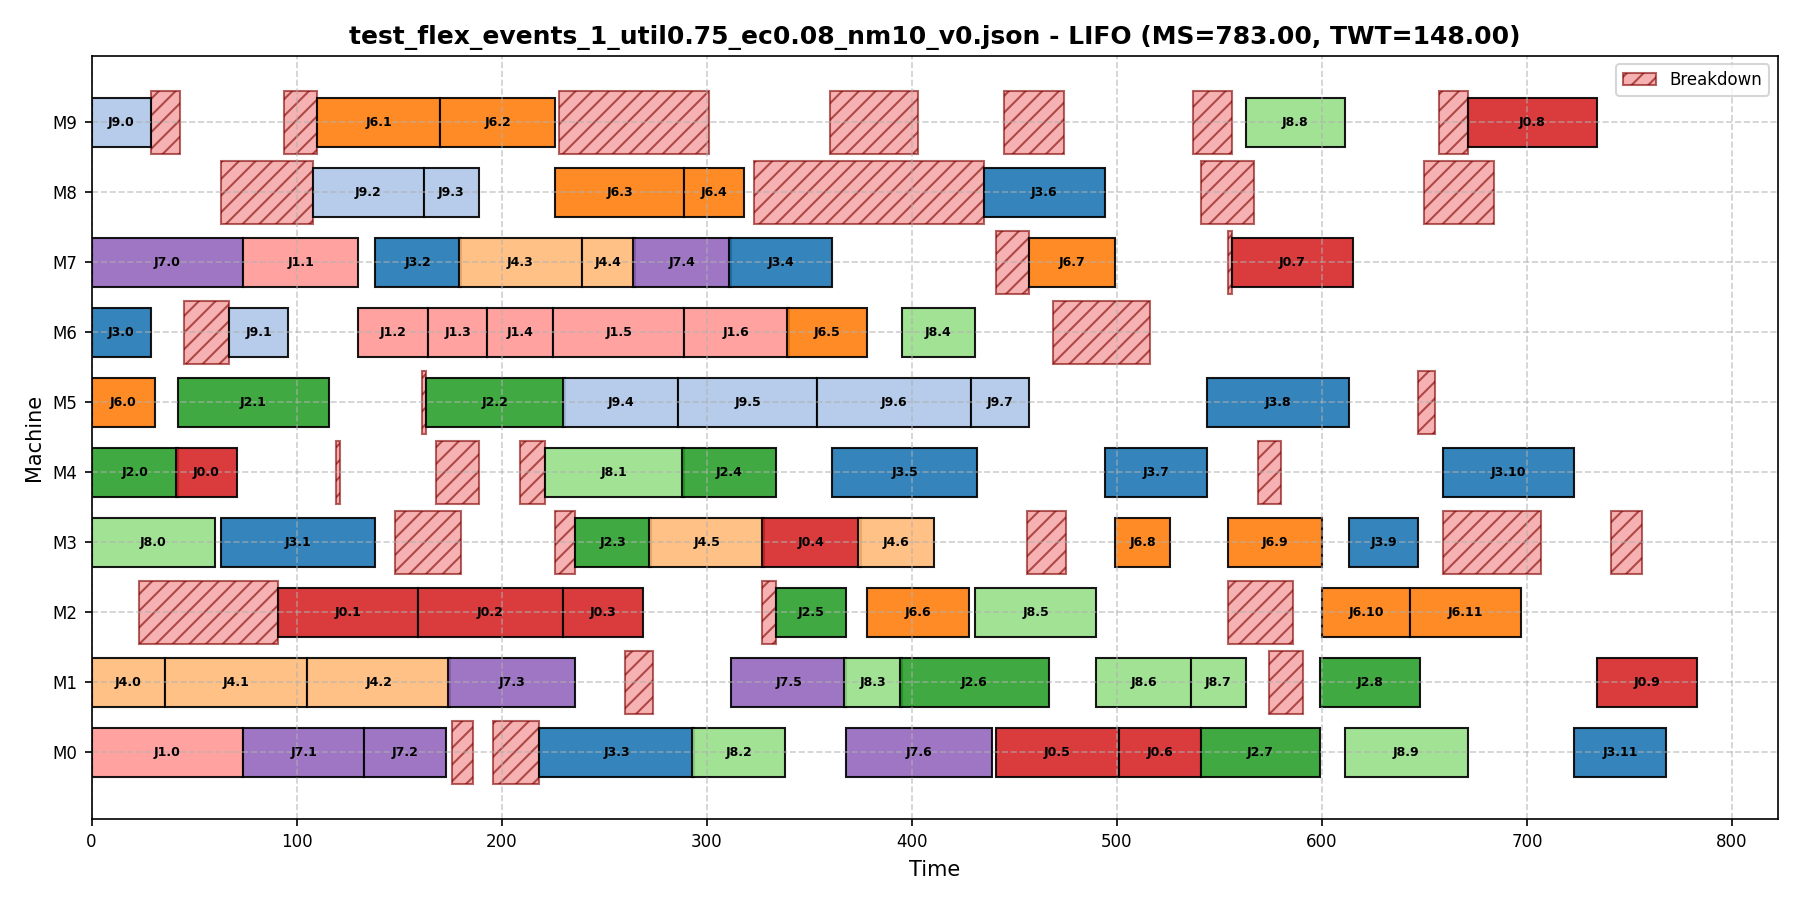 test_flex_events_1_util0.75_ec0.08_nm10_v0.json - LIFO (MS=783.00, TWT=148.00)
Breakdown
M9 J9.0 J6.1 J6.2 J8.8 J0.8
M8 J9.2 J9.3 J6.3 J6.4 J3.6
M7 J7.0 J1.1 J3.2 J4.3 J4.4 J7.4 J3.4 J6.7 J0.7
M6 J3.0 J9.1 J1.2 J1.3 J1.4 J1.5 J1.6 J6.5 J8.4
M5 J6.0 J2.1 J2.2 J9.4 J9.5 J9.6 J9.7 J3.8
M4 J2.0 J0.0 J8.1 J2.4 J3.5 J3.7 J3.10
M3 J8.0 J3.1 J2.3 J4.5 J0.4 J4.6 J6.8 J6.9 J3.9
M2 J0.1 J0.2 J0.3 J2.5 J6.6 J8.5 J6.10 J6.11
M1 J4.0 J4.1 J4.2 J7.3 J7.5 J8.3 J2.6 J8.6 J8.7 J2.8 J0.9
M0 J1.0 J7.1 J7.2 J3.3 J8.2 J7.6 J0.5 J0.6 J2.7 J8.9 J3.11
Machine
0 100 200 300 400 500 600 700 800
Time